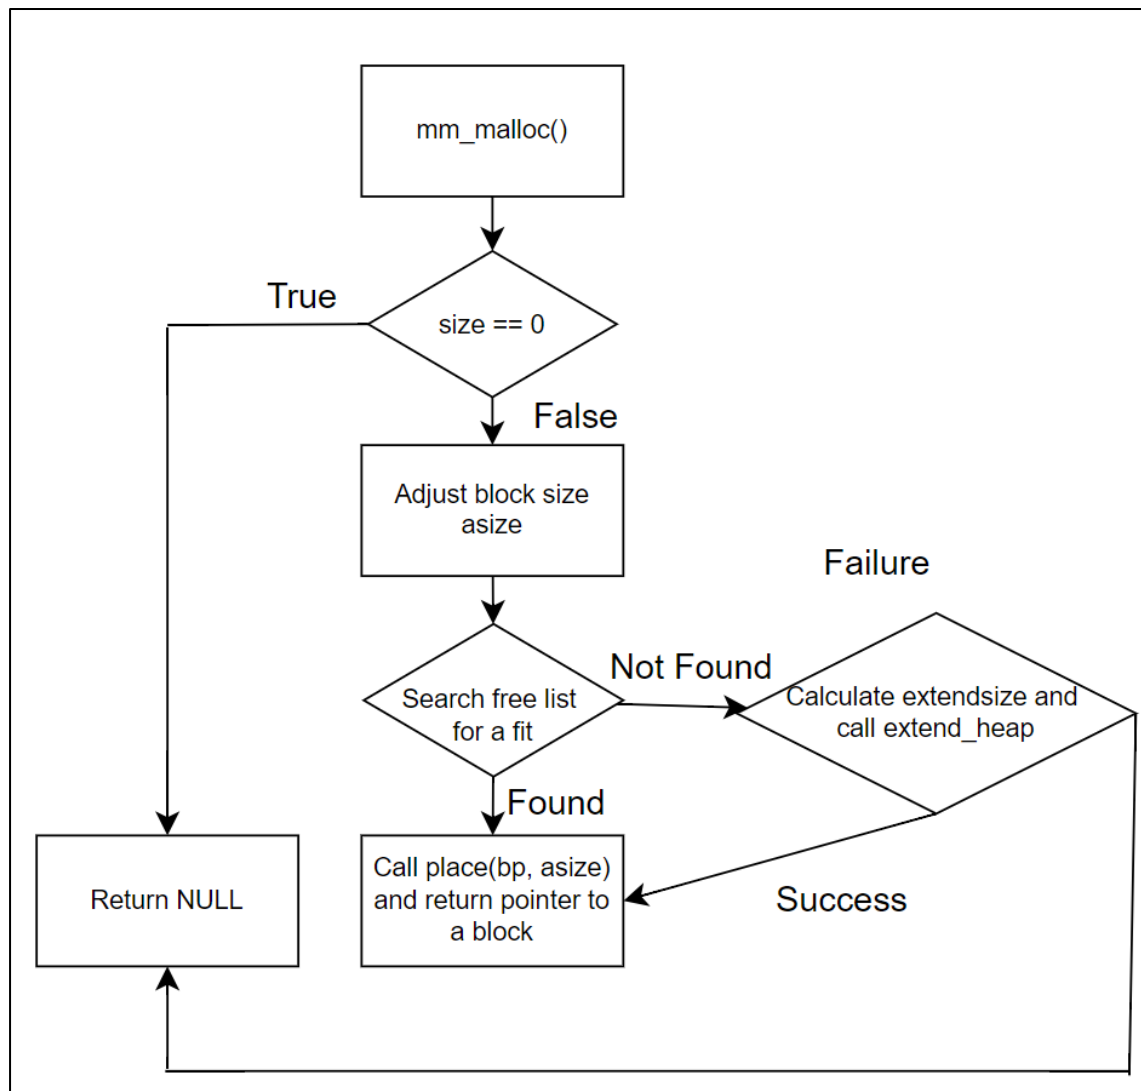 mm_malloc()
True
size == 0
False
Adjust block size
asize
Failure
Not Found
Search free list
for a fit
Calculate extendsize and
call extend_heap
Found
Call place(bp, asize)
and return pointer to
a block
Return NULL
Success